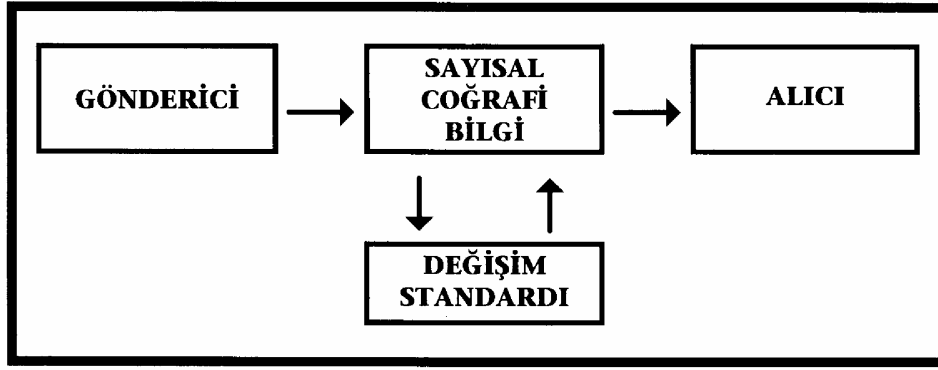 GÖNDERİCİ
SAYISAL
COĞRAFİ
BİLGİ
ALICI
DEĞİŞİM
STANDARDI